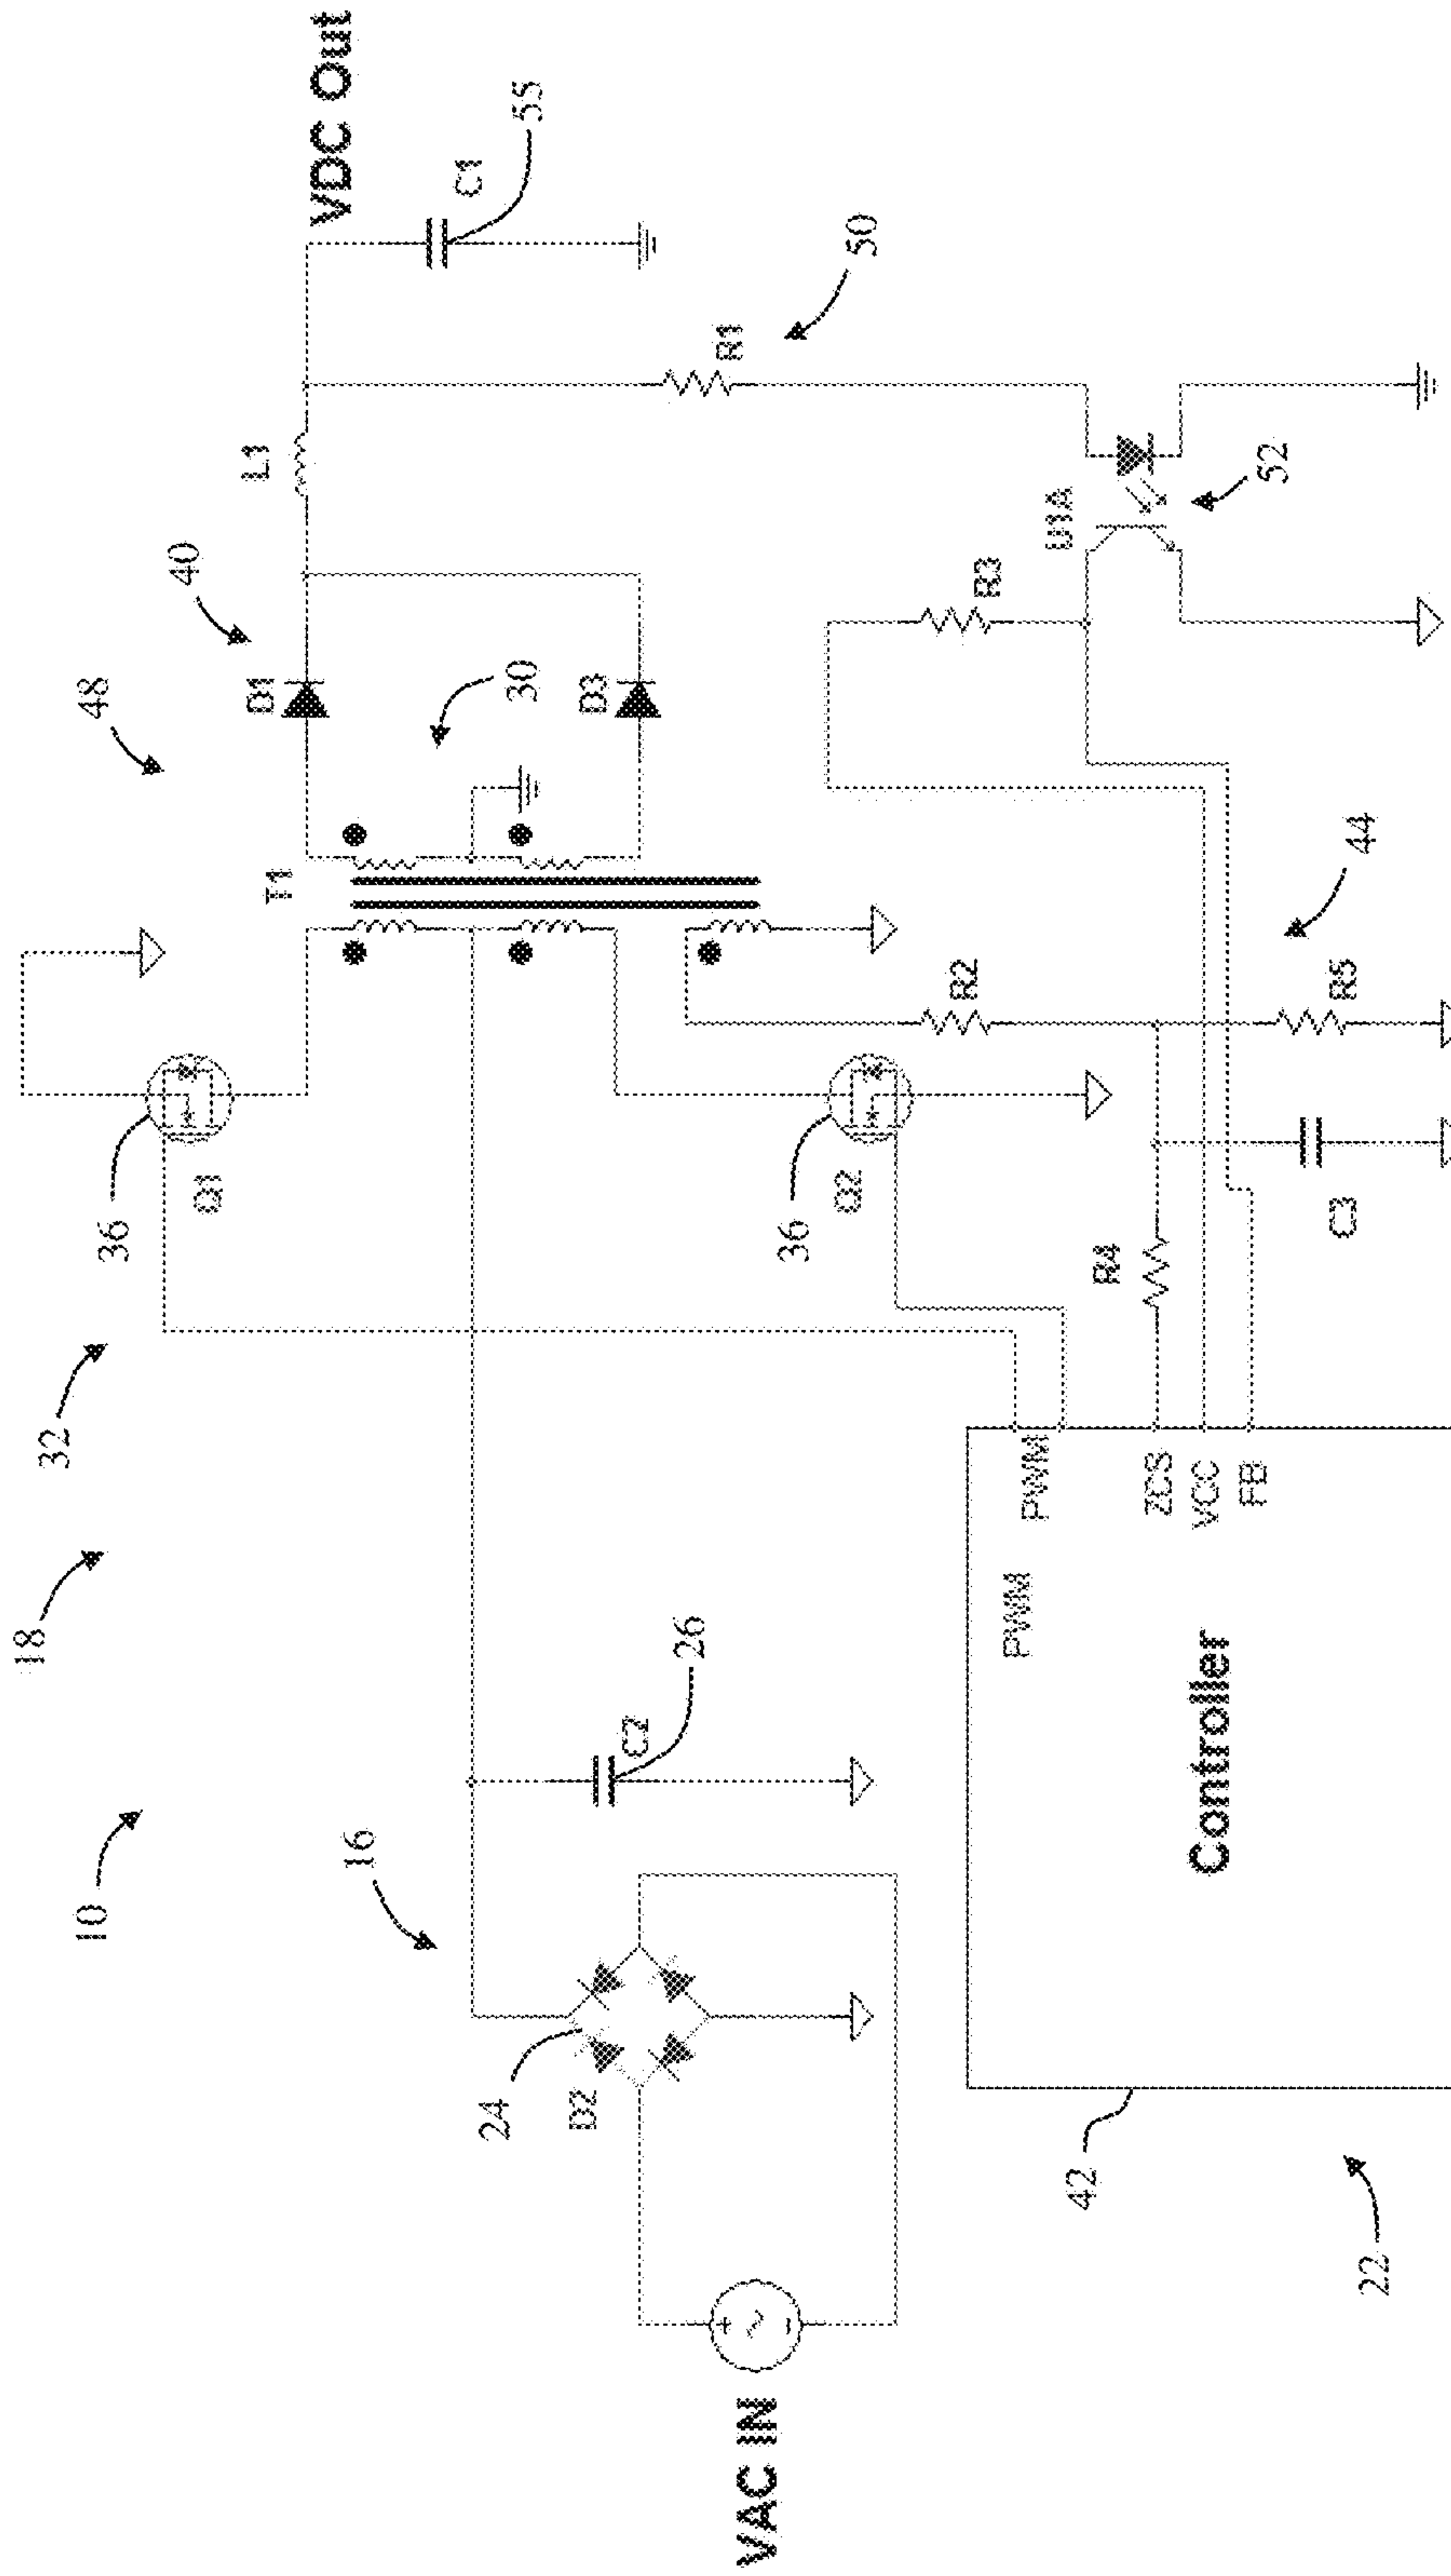 10
18
32
36
Q1
48
40
T1
D1
L1
VDC Out
C1
55
30
D3
16
24
D2
C2
26
36
Q2
R2
R1
50
VAC IN
42
Controller
PWM
PWM
ZCS
VCC
FB
R4
C3
R5
44
R3
U1A
52
22